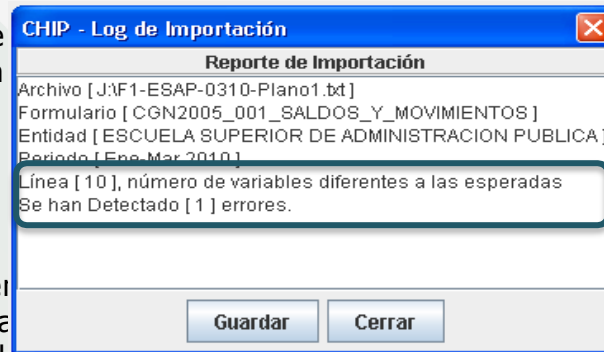 CHIP - Log de Importación
Reporte de Importación
Archivo [ J:\F1-ESAP-0310-Plano1.txt ]
Formulario [ CGN2005_001_SALDOS_Y_MOVIMIENTOS ]
Entidad [ ESCUELA SUPERIOR DE ADMINISTRACION PUBLICA ]
Periodo [ Ene-Mar 2010 ]
Línea [ 10 ], número de variables diferentes a las esperadas
Se han Detectado [ 1 ] errores.
Guardar Cerrar